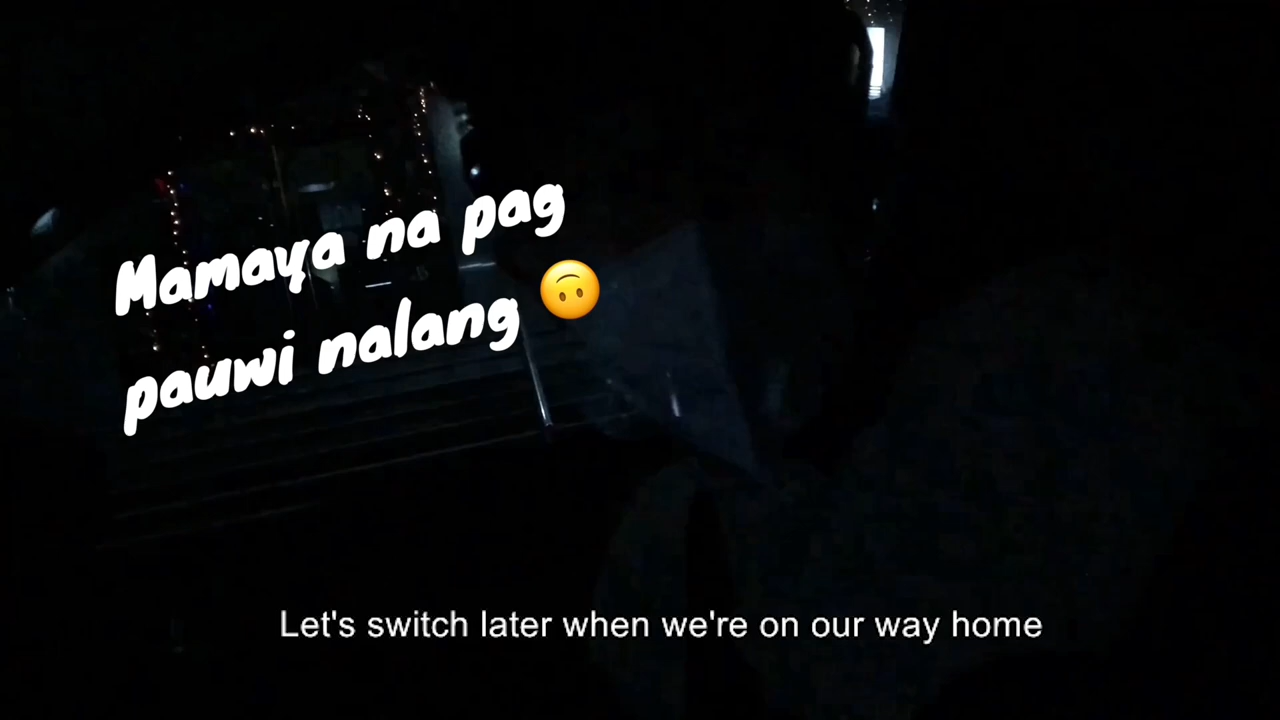 Mamaya na pag
pauwi nalang 🙃
Let's switch later when we're on our way home